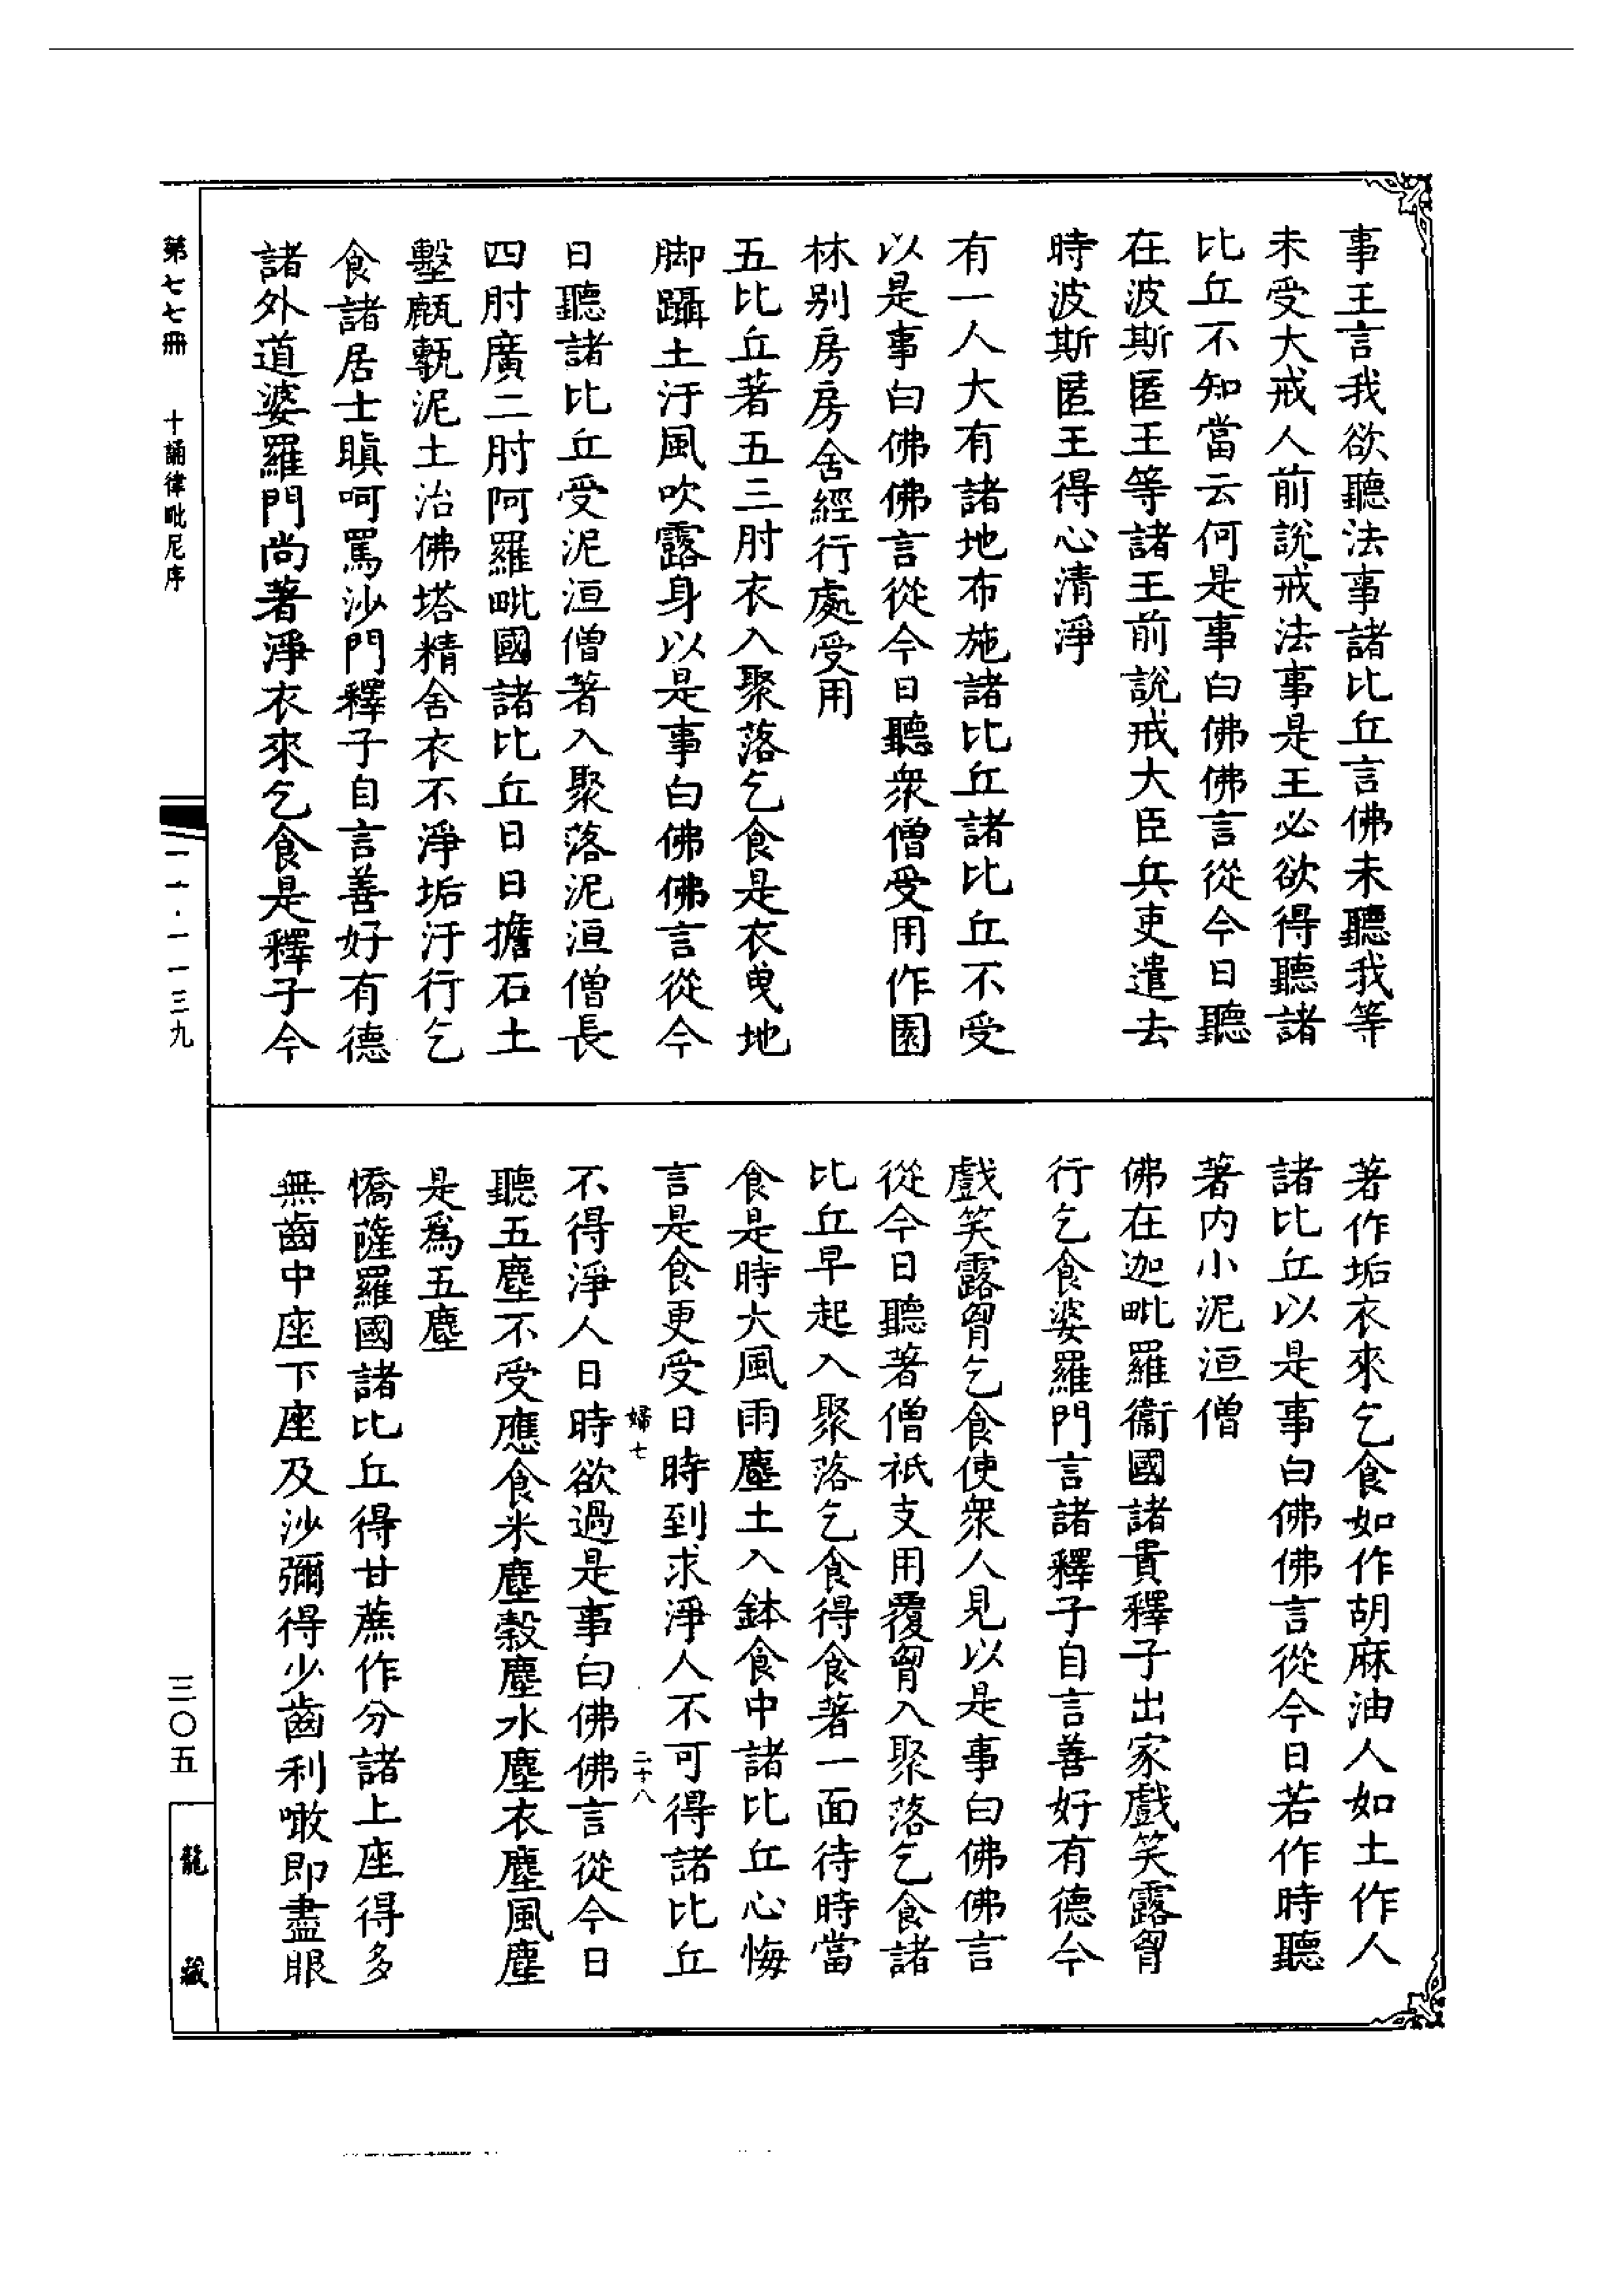 事王言我欲聽法事諸比丘言佛未聽我等
未受大戒人前說戒法事是王必欲得聽諸
比丘不知當云何是事白佛佛言從今日聽
在波斯匿王等諸王前說戒大臣兵吏遣去
時波斯匿王得心清淨
有一人大有諸地布施諸比丘諸比丘不受
以是事白佛佛言從今日聽衆僧受用作園
林别房房舍經行處受用
五比丘著五三肘衣入聚落乞食是衣曳地
脚躡土汙風吹露身以是事白佛佛言從今
日聽諸比丘受泥洹僧著入聚落泥洹僧長
四肘廣二肘阿羅毗國諸比丘日日擔石土
墼甎泥土治佛塔精舍衣不淨垢汙行乞
食諸居士瞋呵罵沙門釋子自言善好有德
諸外道婆羅門尚著淨衣來乞食是釋子今
著作垢衣來乞食如作胡麻油人如土作人
諸比丘以是事白佛佛言從今日若作時聽
著内小泥洹僧
佛在迦毗羅衞國諸貴釋子出家戲笑露胷
行乞食婆羅門言諸釋子自言善好有德今
戲笑露胷乞食使衆人見以是事白佛佛言
從今日聽著僧祇支用覆胷入聚落乞食諸
比丘早起入聚落乞食得食著一面待時當
食是時大風雨塵土入鉢食中諸比丘心悔
言是食更受日時到求淨人不可得諸比丘
婦七 二十八
不得淨人日時欲過是事白佛佛言從今日
聽五塵不受應食米塵穀塵水塵衣塵風塵
是爲五塵
憍薩羅國諸比丘得甘蔗作分諸上座得多
無齒中座下座及沙彌得少齒利噉即盡眼
第七七冊 十誦律毗尼序
一一·一一三九
三〇五
龍藏